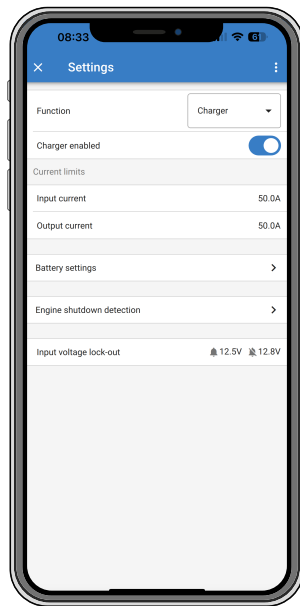 08:33
Settings
Function Charger
Charger enabled
Current limits
Input current 50.0A
Output current 50.0A
Battery settings
Engine shutdown detection
Input voltage lock-out 12.5V 12.8V